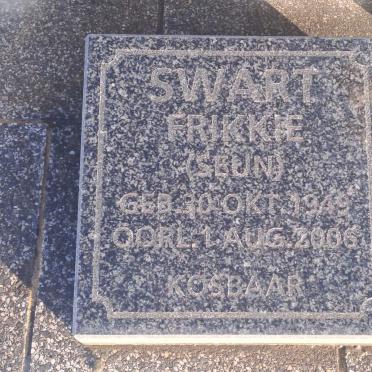 SWART
FRIKKIE
(SEUN)
GEB.30 OKT 1949
OORL.1 AUG.2006
KOSBAAR